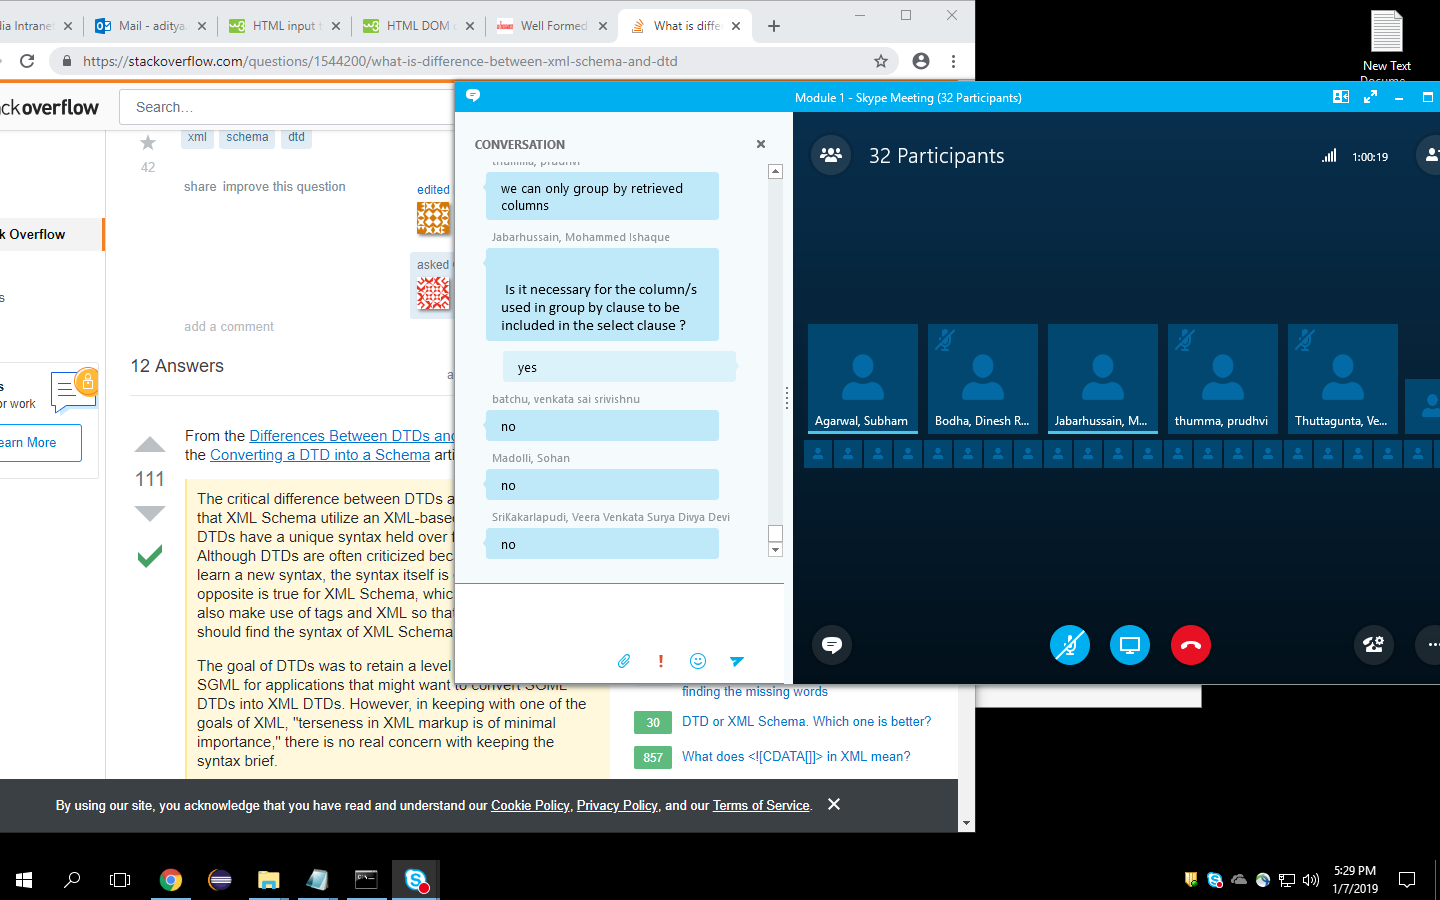 dia Intranet
Mail - aditya.
HTML input t
HTML DOM
Well Formed
What is diffe
New Text
https://stackoverflow.com/questions/1544200/what-is-difference-between-xml-schema-and-dtd
ck overflow
Search...
xml schema dtd
42
share improve this question
edited
k Overflow
asked
s
add a comment
12 Answers
a
s
or work
earn More
From the Differences Between DTDs and
the Converting a DTD into a Schema arti
111
The critical difference between DTDs a
that XML Schema utilize an XML-based
DTDs have a unique syntax held over f
Although DTDs are often criticized beca
learn a new syntax, the syntax itself is
opposite is true for XML Schema, whic
also make use of tags and XML so that
should find the syntax of XML Schema
The goal of DTDs was to retain a level
SGML for applications that might want to convert SGML
DTDs into XML DTDs. However, in keeping with one of the
goals of XML, "terseness in XML markup is of minimal
importance," there is no real concern with keeping the
syntax brief.
finding the missing words
30 DTD or XML Schema. Which one is better?
857 What does <![CDATA[]]> in XML mean?
By using our site, you acknowledge that you have read and understand our Cookie Policy, Privacy Policy, and our Terms of Service.
Module 1 - Skype Meeting (32 Participants)
CONVERSATION
thumma, prudhvi
we can only group by retrieved
columns
Jabarhussain, Mohammed Ishaque
Is it necessary for the column/s
used in group by clause to be
included in the select clause ?
yes
batchu, venkata sai srivishnu
no
Madolli, Sohan
no
SriKakarlapudi, Veera Venkata Surya Divya Devi
no
32 Participants
1:00:19
Agarwal, Subham
Bodha, Dinesh R...
Jabarhussain, M...
thumma, prudhvi
Thuttagunta, Ve...
5:29 PM
1/7/2019